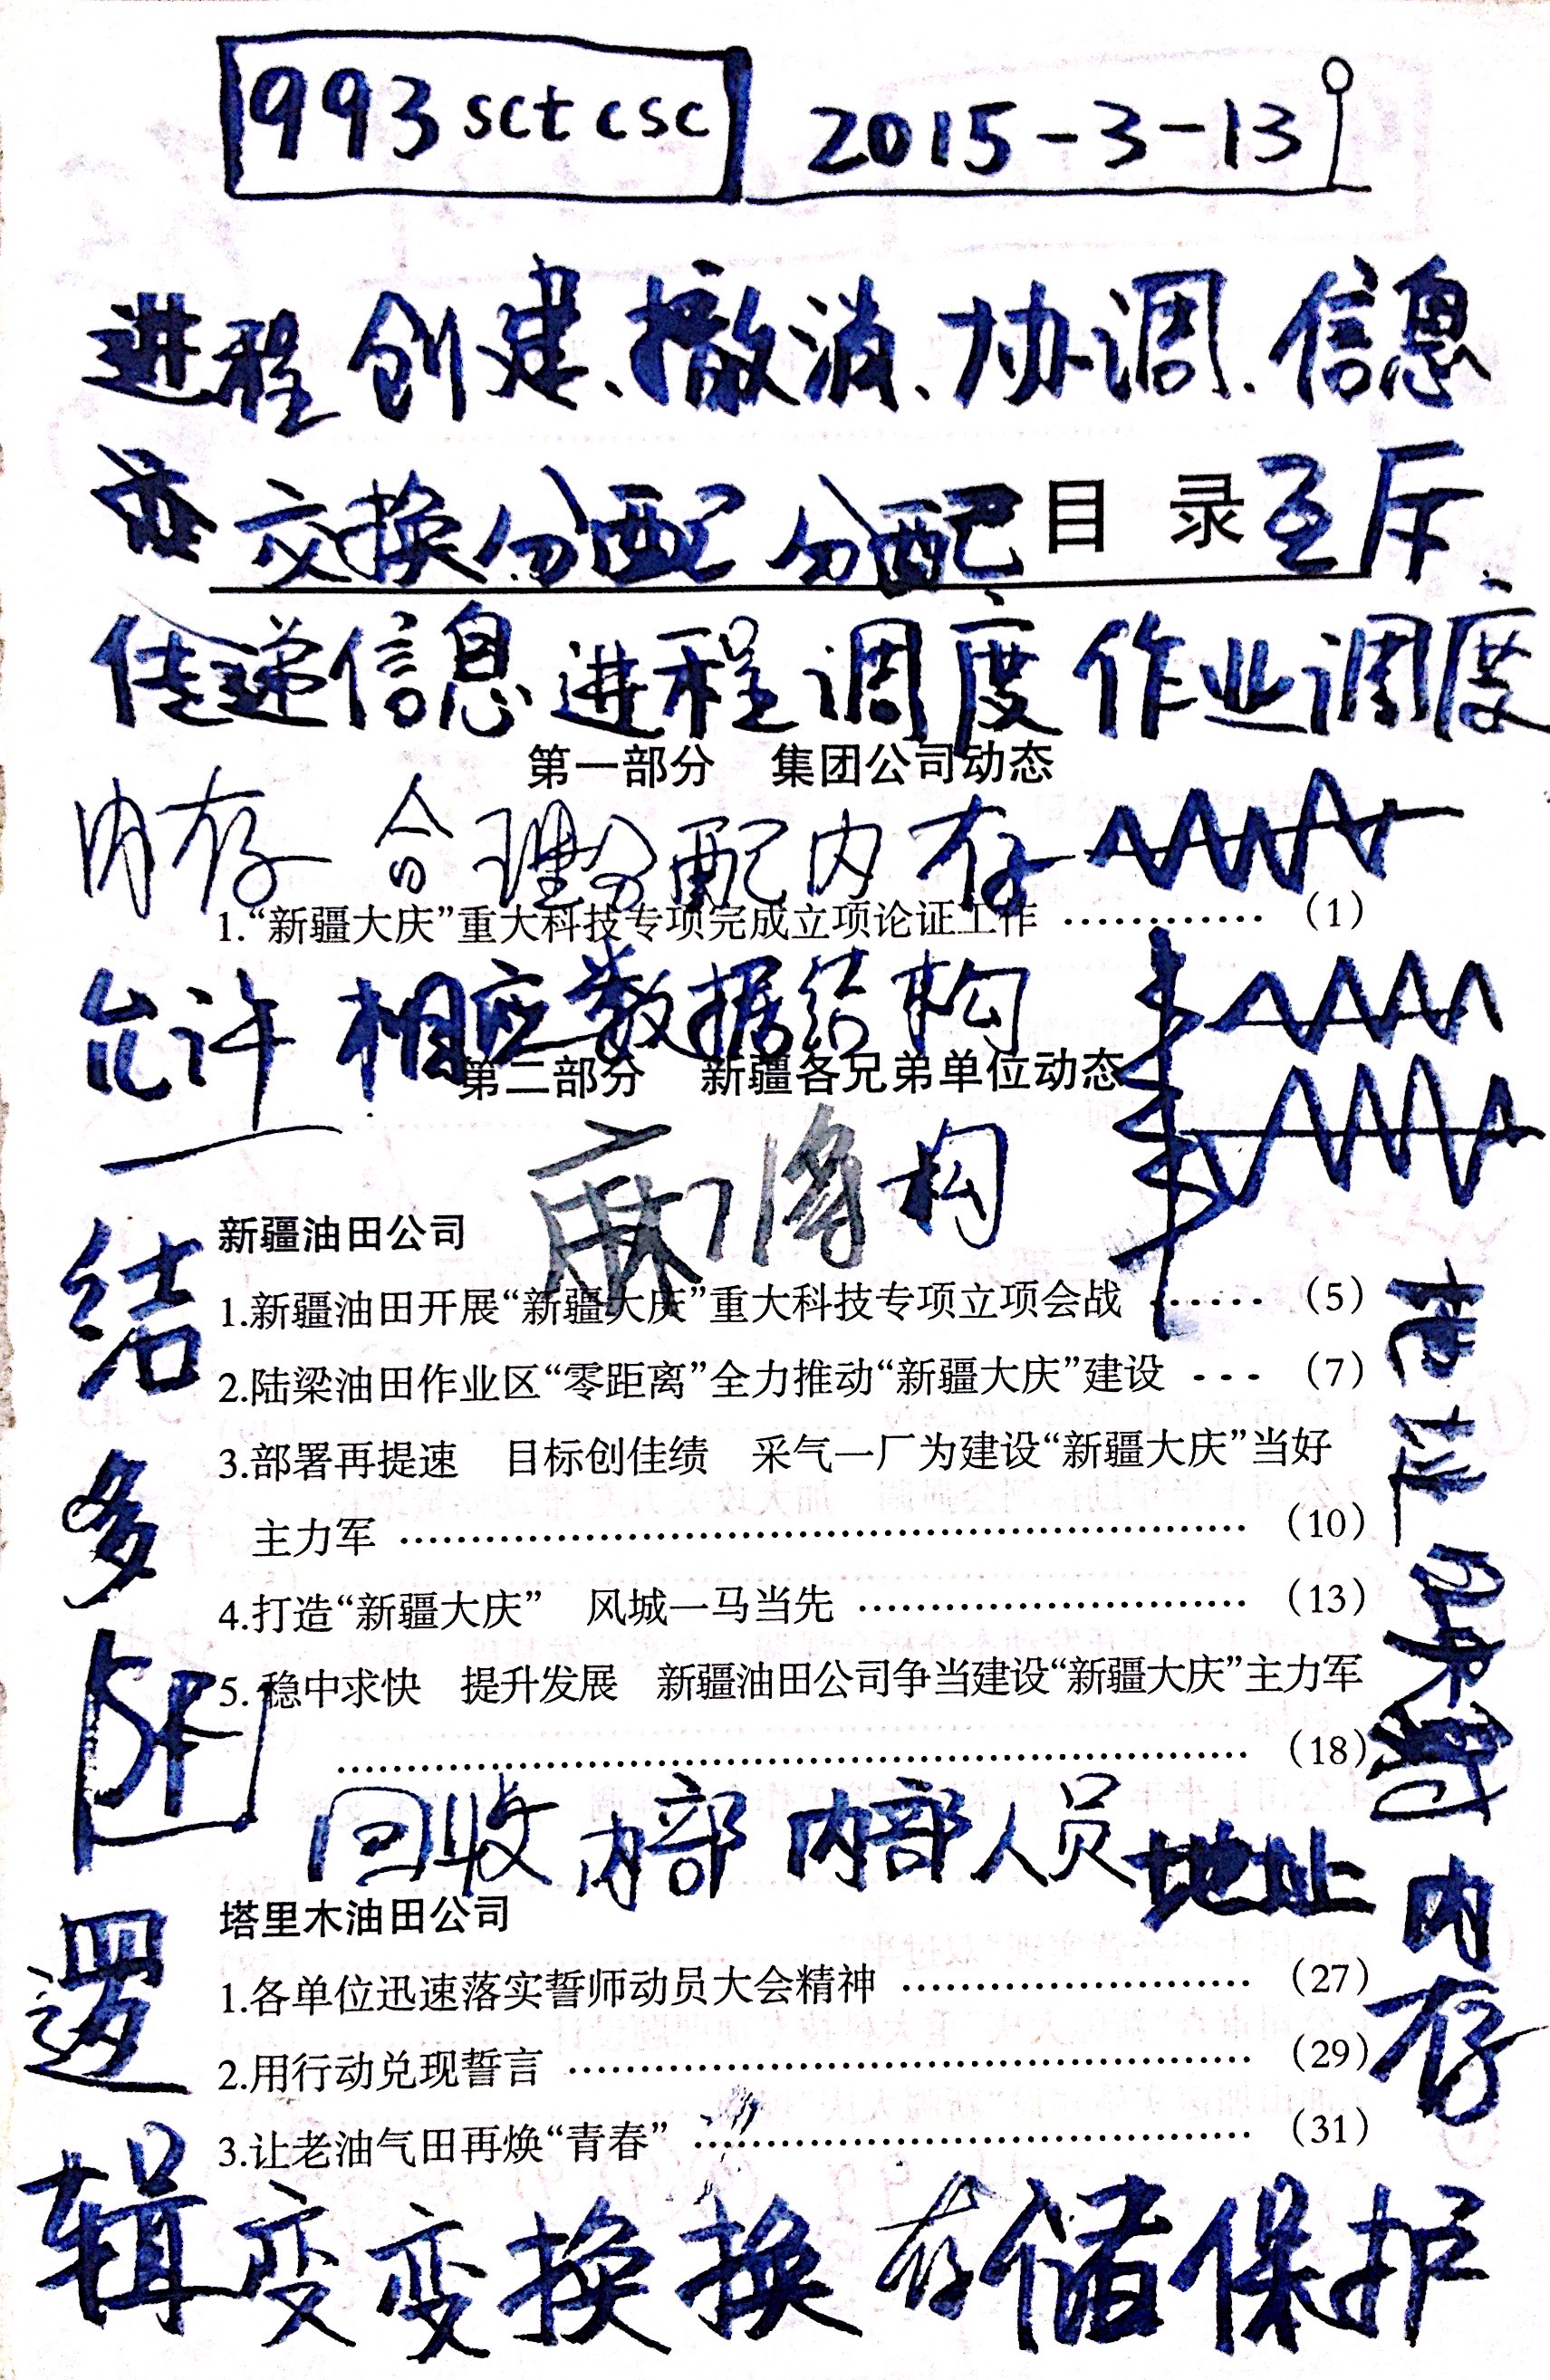 993 sct csc 2015-3-13
进程 创建、撤消、协调、信息
交换 分配 分配 目 录 互斥
传递信息 进程调度 作业调度
第一部分 集团公司动态
内存 合理分配内存
1.“新疆大庆”重大科技专项完成立项论证工作 ………… (1)
允许 相应数据结构
第二部分 新疆各兄弟单位动态
麻将 构
结
新疆油田公司
1.新疆油田开展“新疆大庆”重大科技专项立项会战 …… (5)
2.陆梁油田作业区“零距离”全力推动“新疆大庆”建设 … (7)
3.部署再提速 目标创佳绩 采气一厂为建设“新疆大庆”当好
多
主力军 ………………………… (10)
4.打造“新疆大庆” 风城一马当先 ………………… (13)
5.稳中求快 提升发展 新疆油田公司争当建设“新疆大庆”主力军
SF
………………………… (18)
回收 内部 内部人员 地址 内存
塔里木油田公司
逻
1.各单位迅速落实誓师动员大会精神 ……………… (27)
2.用行动兑现誓言 ………………………… (29)
3.让老油气田再焕“青春” ………………………… (31)
辑变变换换 存储保护